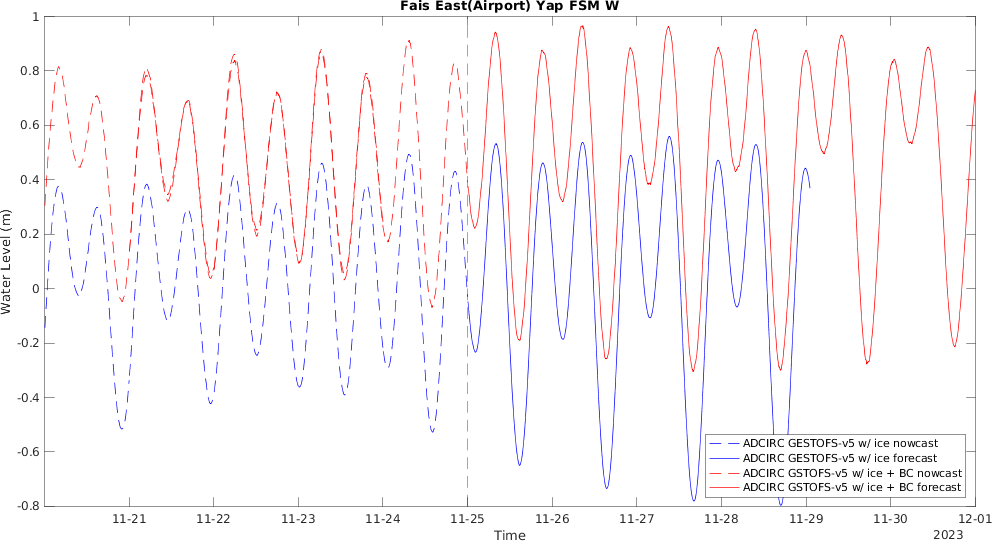 Fais East(Airport) Yap FSM W
1
0.8
0.6
0.4
0.2
0
-0.2
-0.4
-0.6
-0.8
Water Level (m)
ADCIRC GESTOFS-v5 w/ ice nowcast
ADCIRC GESTOFS-v5 w/ ice forecast
ADCIRC GSTOFS-v5 w/ ice + BC nowcast
ADCIRC GSTOFS-v5 w/ ice + BC forecast
11-21 11-22 11-23 11-24 11-25 11-26 11-27 11-28 11-29 11-30 12-01
Time
2023